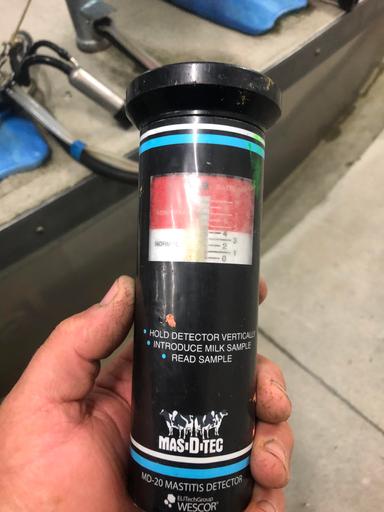 NORMAL
4
3
2
1
0
• HOLD DETECTOR VERTICALLY
• INTRODUCE MILK SAMPLE
• READ SAMPLE
MAS-D-TEC
MD-20 MASTITIS DETECTOR
ELITechGroup
WESCOR